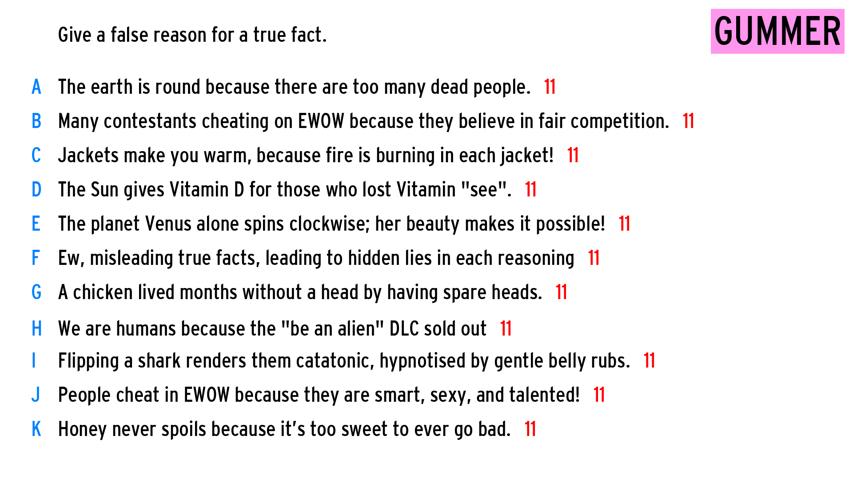 Give a false reason for a true fact.
GUMMER
A The earth is round because there are too many dead people. 11
B Many contestants cheating on EWOW because they believe in fair competition. 11
C Jackets make you warm, because fire is burning in each jacket! 11
D The Sun gives Vitamin D for those who lost Vitamin "see". 11
E The planet Venus alone spins clockwise; her beauty makes it possible! 11
F Ew, misleading true facts, leading to hidden lies in each reasoning 11
G A chicken lived months without a head by having spare heads. 11
H We are humans because the "be an alien" DLC sold out 11
I Flipping a shark renders them catatonic, hypnotised by gentle belly rubs. 11
J People cheat in EWOW because they are smart, sexy, and talented! 11
K Honey never spoils because it's too sweet to ever go bad. 11